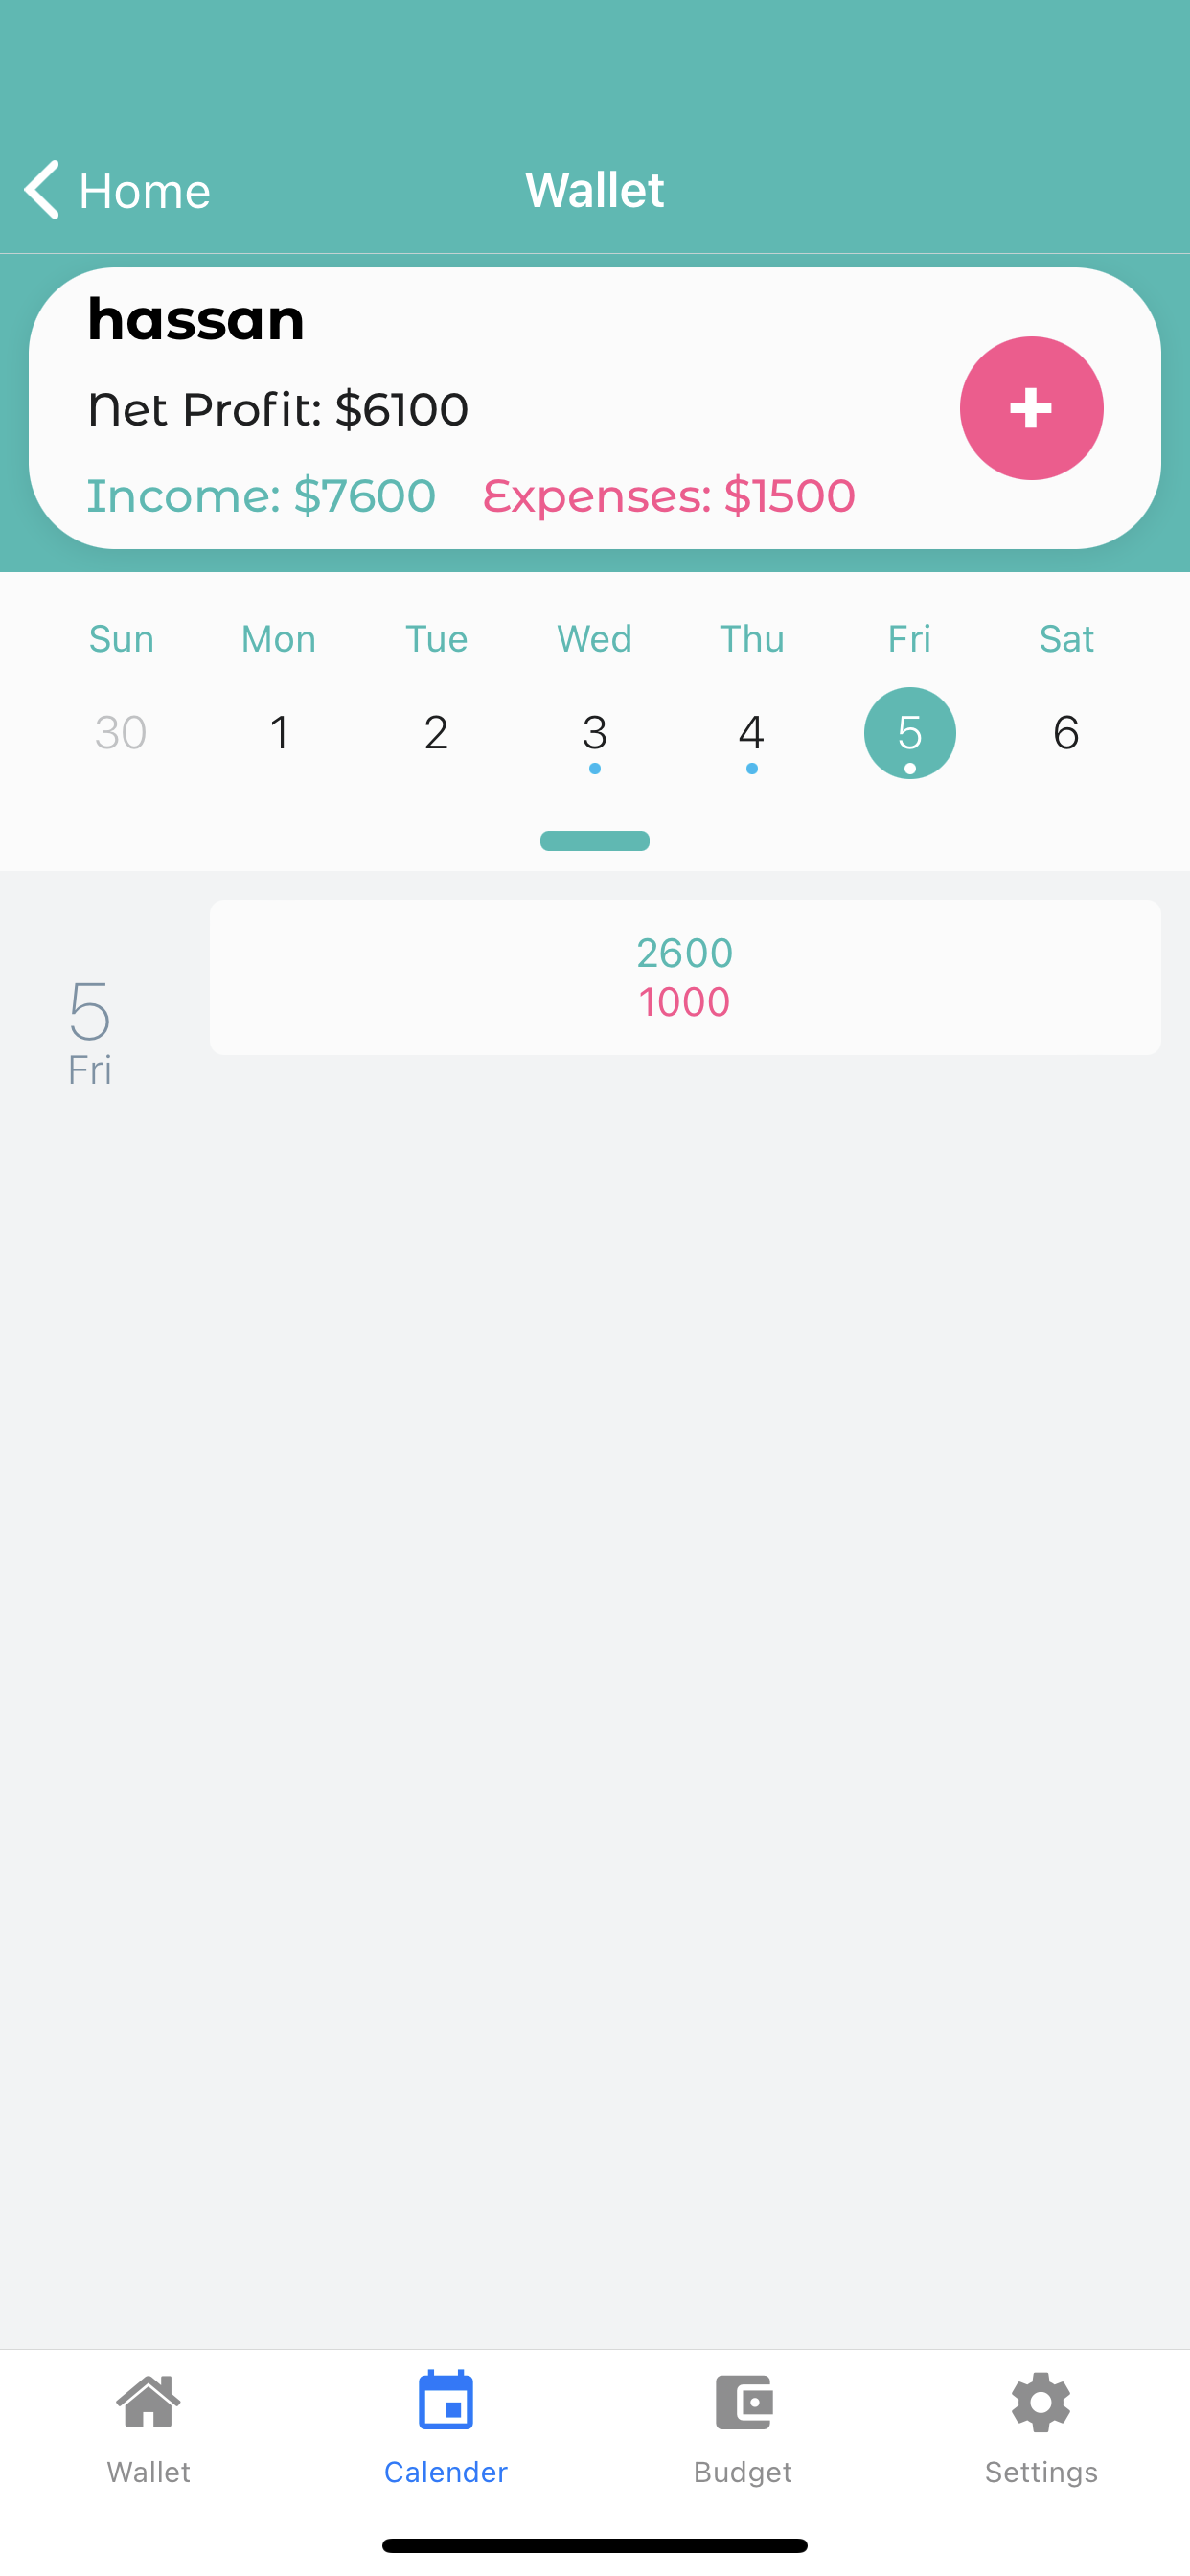 Home
Wallet
hassan
Net Profit: $6100
Income: $7600 Expenses: $1500
+
Sun Mon Tue Wed Thu Fri Sat
30 1 2 3 4 5 6
2600
1000
5
Fri
Wallet Calender Budget Settings